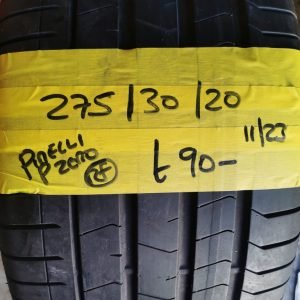 275/30/20
11/23
PIRELLI
PZERO
RF
£90-